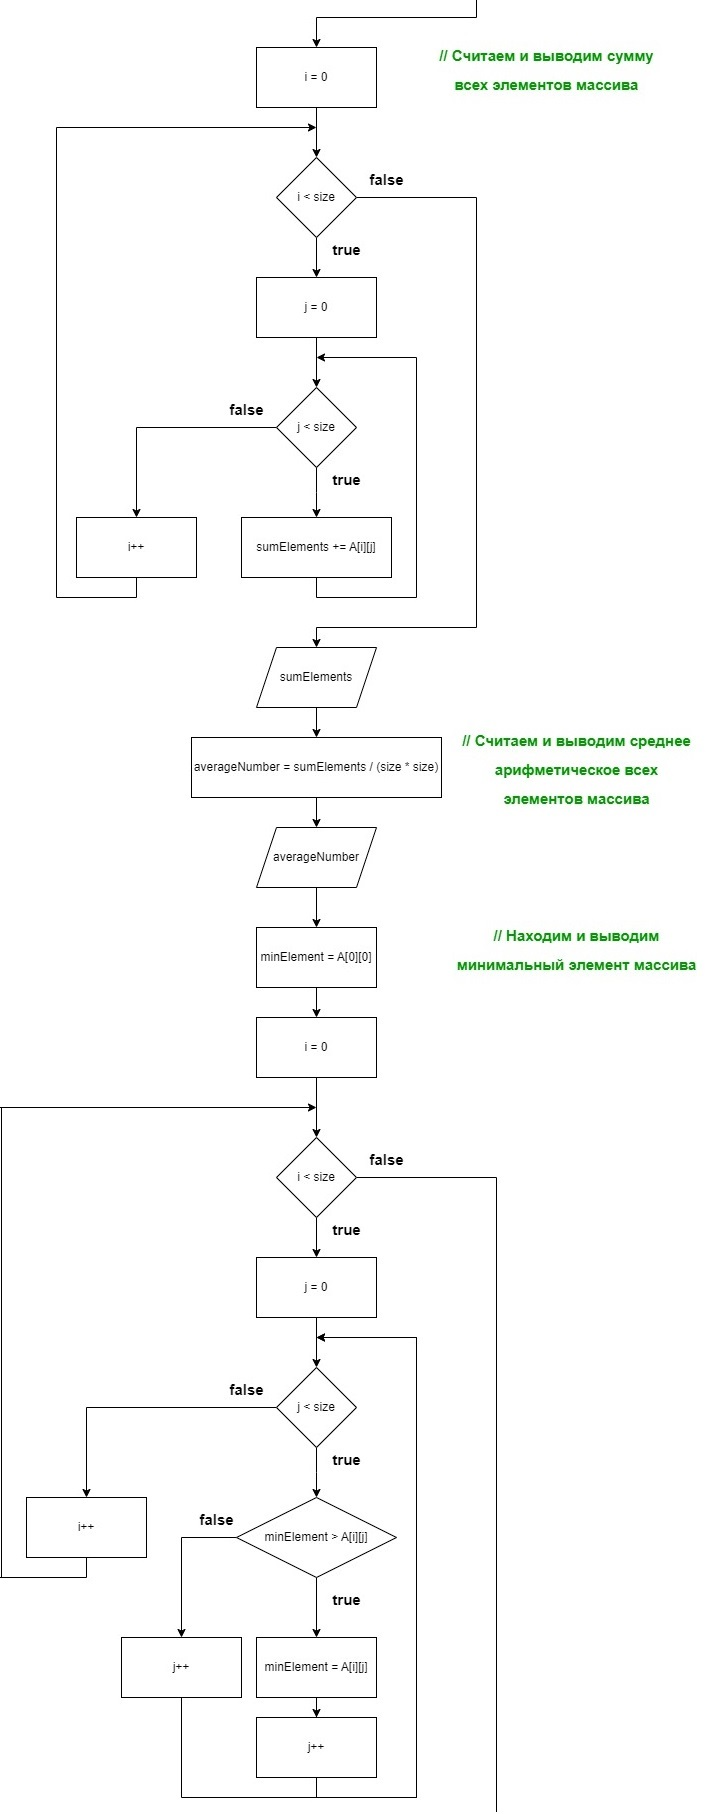 i = 0
// Считаем и выводим сумму
всех элементов массива
i < size
false
true
j = 0
false
j < size
true
i++
sumElements += A[i][j]
sumElements
averageNumber = sumElements / (size * size)
// Считаем и выводим среднее
арифметическое всех
элементов массива
averageNumber
// Находим и выводим
минимальный элемент массива
minElement = A[0][0]
i = 0
false
i < size
true
j = 0
false
j < size
true
i++
false
minElement > A[i][j]
true
j++
minElement = A[i][j]
j++